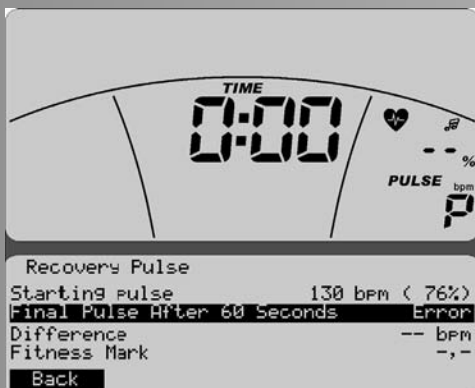 TIME
0:00
-- %
PULSE bpm
P
Recovery Pulse
Starting pulse 130 bpm ( 76%)
Final Pulse After 60 Seconds Error
Difference -- bpm
Fitness Mark -,-
Back